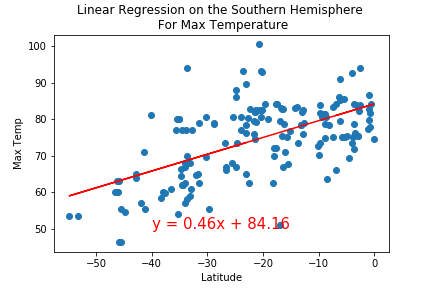 Linear Regression on the Southern Hemisphere
For Max Temperature
100
90
80
70
60
50
Max Temp
y = 0.46x + 84.16
−50
−40
−30
−20
−10
0
Latitude